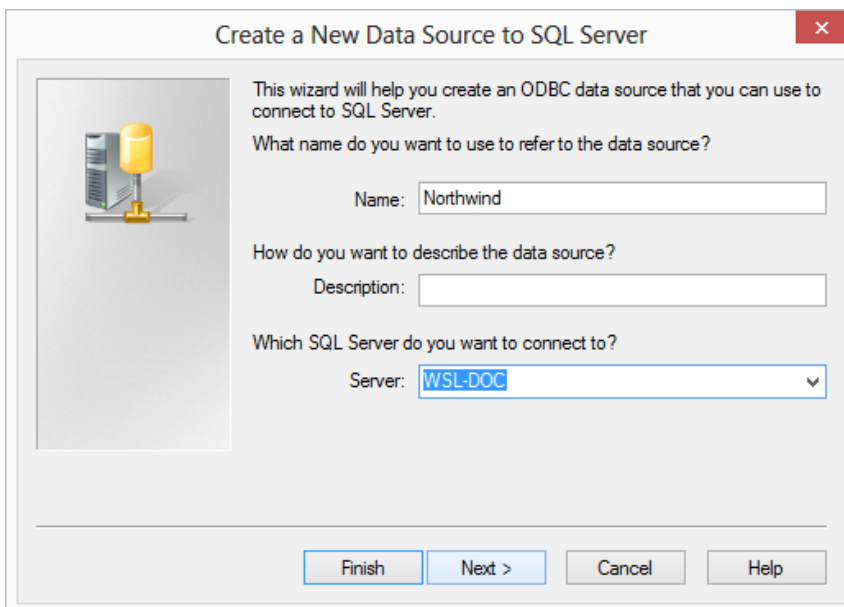 Create a New Data Source to SQL Server
This wizard will help you create an ODBC data source that you can use to
connect to SQL Server.
What name do you want to use to refer to the data source?
Name: Northwind
How do you want to describe the data source?
Description:
Which SQL Server do you want to connect to?
Server: WSL-DOC
Finish Next > Cancel Help